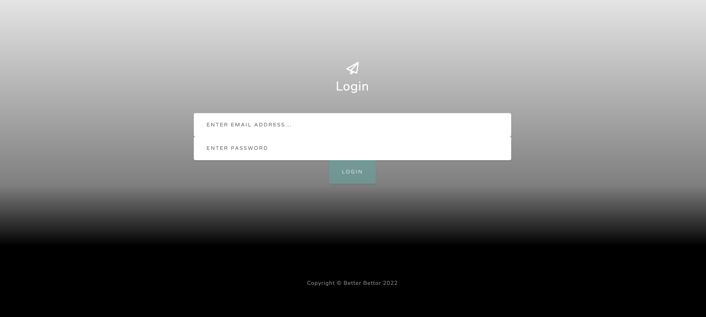 Login
ENTER EMAIL ADDRESS...
ENTER PASSWORD
LOGIN
Copyright © Better Bettor 2022